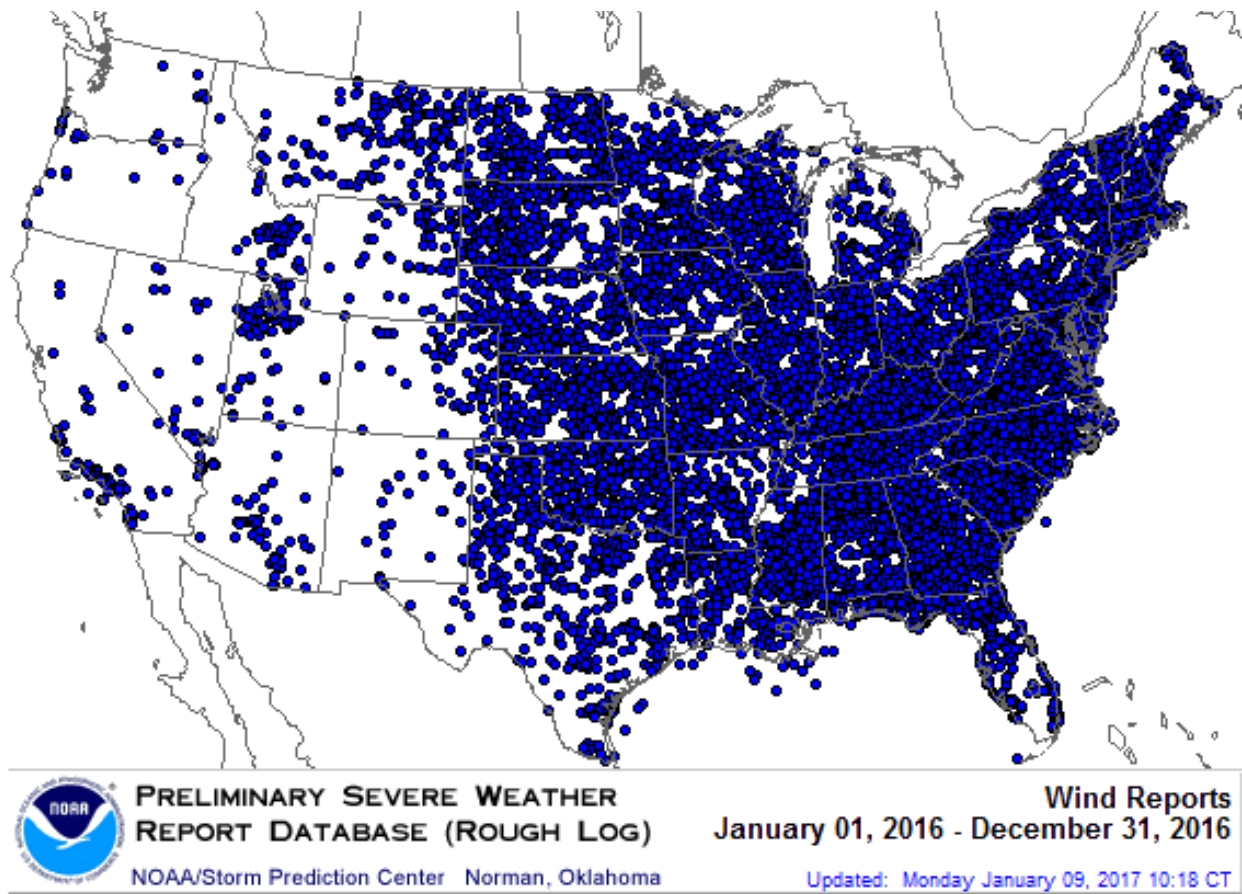 PRELIMINARY SEVERE WEATHER
REPORT DATABASE (ROUGH LOG)
NOAA/Storm Prediction Center Norman, Oklahoma
Wind Reports
January 01, 2016 - December 31, 2016
Updated: Monday January 09, 2017 10:18 CT
NOAA